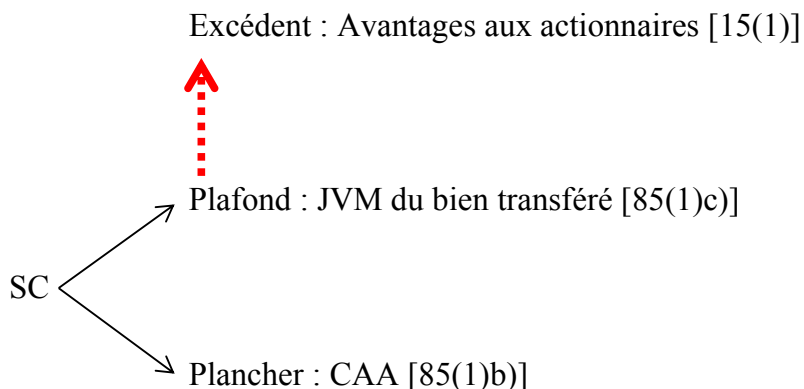 Excédent : Avantages aux actionnaires [15(1)]
Plafond : JVM du bien transféré [85(1)c)]
SC
Plancher : CAA [85(1)b)]